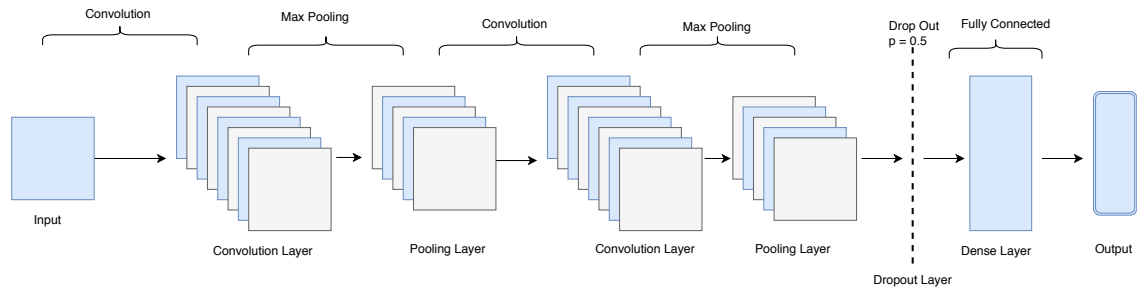 Convolution
Max Pooling
Convolution
Max Pooling
Drop Out
p = 0.5
Fully Connected
Input
Convolution Layer
Pooling Layer
Convolution Layer
Pooling Layer
Dropout Layer
Dense Layer
Output